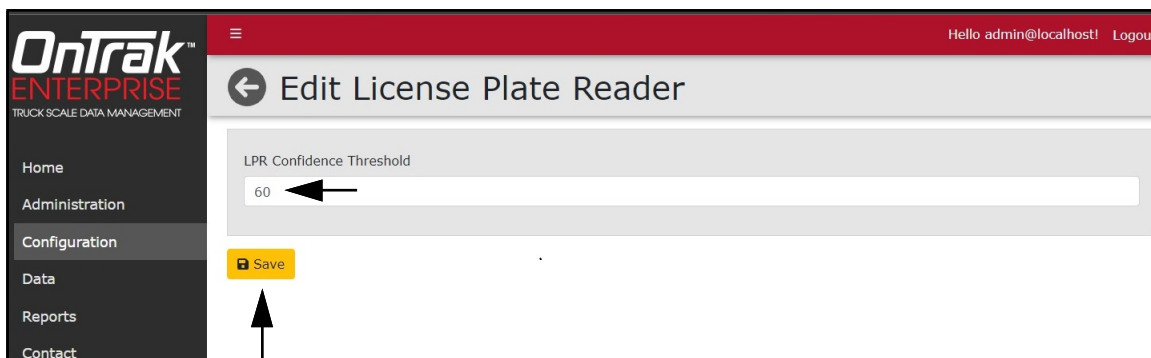 OnTrak™
ENTERPRISE
TRUCK SCALE DATA MANAGEMENT
Hello admin@localhost! Logou
Edit License Plate Reader
Home
Administration
Configuration
Data
Reports
Contact
LPR Confidence Threshold
60
Save